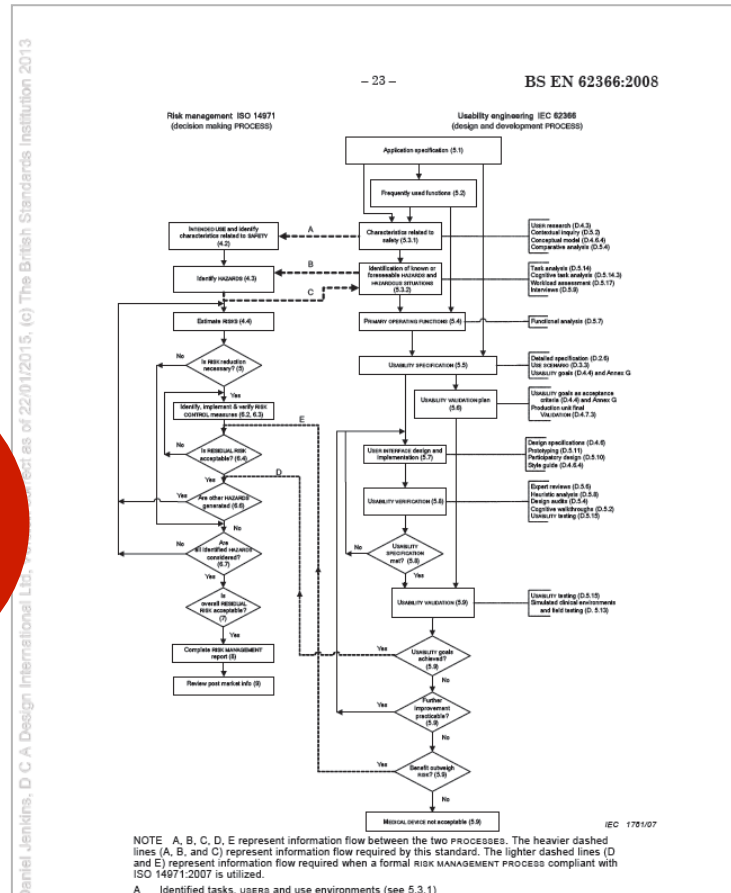 – 23 –
BS EN 62366:2008
Risk management ISO 14971
(decision making PROCESS)
Usability engineering IEC 62366
(design and development PROCESS)
Application specification (5.1)
Frequently used functions (5.2)
INTENDED USE and identify
characteristics related to SAFETY
(4.2)
A
Characteristics related to
safety (5.3.1)
USER research (D.4.3)
Contextual inquiry (D.5.2)
Conceptual model (D.4.6.4)
Comparative analysis (D.5.4)
Identify HAZARDS (4.3)
B
C
Identification of known or
foreseeable HAZARDS and
HAZARDOUS SITUATIONS
(5.3.2)
Task analysis (D.5.14)
Cognitive task analysis (D.5.14.3)
Workload assessment (D.5.17)
Interviews (D.5.9)
Estimate RISKS (4.4)
PRIMARY OPERATING FUNCTIONS (5.4)
Functional analysis (D.5.7)
No
Is RISK reduction
necessary? (5)
Yes
USABILITY SPECIFICATION (5.5)
Detailed specification (D.2.6)
USE SCENARIO (D.3.3)
USABILITY goals (D.4.4) and Annex G
Identify, implement & verify RISK
CONTROL measures (6.2, 6.3)
USABILITY VALIDATION plan
(5.6)
USABILITY goals as acceptance
criteria (D.4.4) and Annex G
Production unit final
VALIDATION (D.4.7.3)
E
No
Is RESIDUAL RISK
acceptable? (6.4)
Yes
D
USER INTERFACE design and
implementation (5.7)
Design specifications (D.4.6)
Prototyping (D.5.11)
Participatory design (D.5.10)
Style guide (D.4.6.4)
Yes
Are other HAZARDS
generated (6.6)
No
USABILITY VERIFICATION (5.8)
Expert reviews (D.5.6)
Heuristic analysis (D.5.8)
Design audits (D.5.4)
Cognitive walkthroughs (D.5.2)
USABILITY testing (D.5.15)
No
Are
all identified HAZARDS
considered?
(6.7)
Yes
No
USABILITY
SPECIFICATION
met? (5.8)
Yes
Is
overall RESIDUAL
RISK acceptable?
(7)
Yes
USABILITY VALIDATION (5.9)
USABILITY testing (D.5.15)
Simulated clinical environments
and field testing (D. 5.13)
Complete RISK MANAGEMENT
report (8)
Review post market info (9)
Yes
USABILITY goals
achieved?
(5.9)
No
Yes
Further
improvement
practicable?
(5.9)
No
Yes
Benefit outweigh
RISK? (5.9)
No
MEDICAL DEVICE not acceptable (5.9)
IEC 1781/07
NOTE A, B, C, D, E represent information flow between the two PROCESSES. The heavier dashed
lines (A, B, and C) represent information flow required by this standard. The lighter dashed lines (D
and E) represent information flow required when a formal RISK MANAGEMENT PROCESS compliant with
ISO 14971:2007 is utilized.
A Identified tasks, USERS and use environments (see 5.3.1)
Daniel Jenkins, D C A Design International Ltd, ect as of 22/01/2015, (c) The British Standards Institution 2013